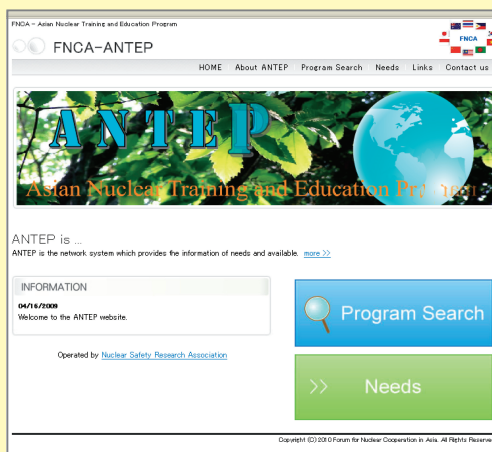 FNCA - Asian Nuclear Training and Education Program
FNCA-ANTEP
FNCA
HOME About ANTEP Program Search Needs Links Contact us
ANTEP
Asian Nuclear Training and Education Program
ANTEP is ...
ANTEP is the network system which provides the information of needs and available. more >>
INFORMATION
04/16/2009
Welcome to the ANTEP website.
Operated by Nuclear Safety Research Association
Program Search
>> Needs
Copyright (C) 2010 Forum for Nuclear Cooperation in Asia. All Rights Reserve